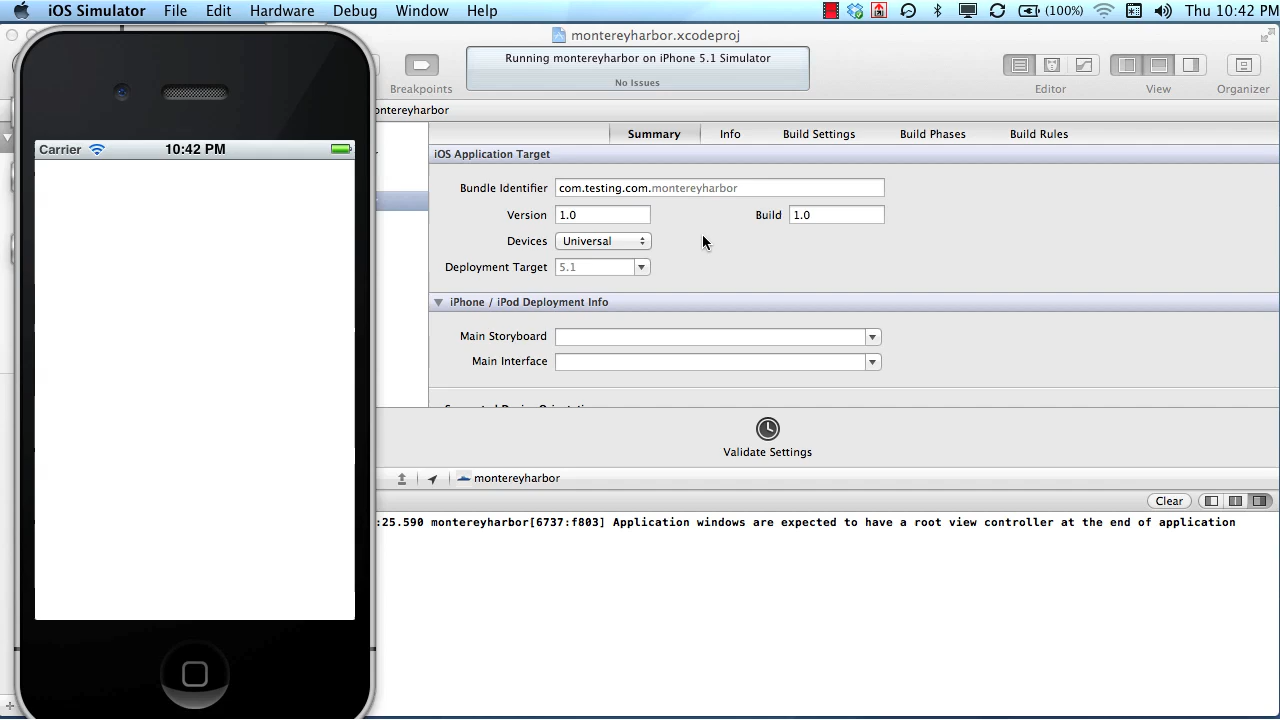 iOS Simulator File Edit Hardware Debug Window Help (100%) Thu 10:42 PM
montereyharbor.xcodeproj
Running montereyharbor on iPhone 5.1 Simulator
No Issues
Breakpoints Editor View Organizer
ontereyharbor
Carrier 10:42 PM
Summary Info Build Settings Build Phases Build Rules
iOS Application Target
Bundle Identifier com.testing.com.montereyharbor
Version 1.0 Build 1.0
Devices Universal
Deployment Target 5.1
iPhone / iPod Deployment Info
Main Storyboard
Main Interface
Validate Settings
montereyharbor
Clear
:25.590 montereyharbor[6737:f803] Application windows are expected to have a root view controller at the end of application